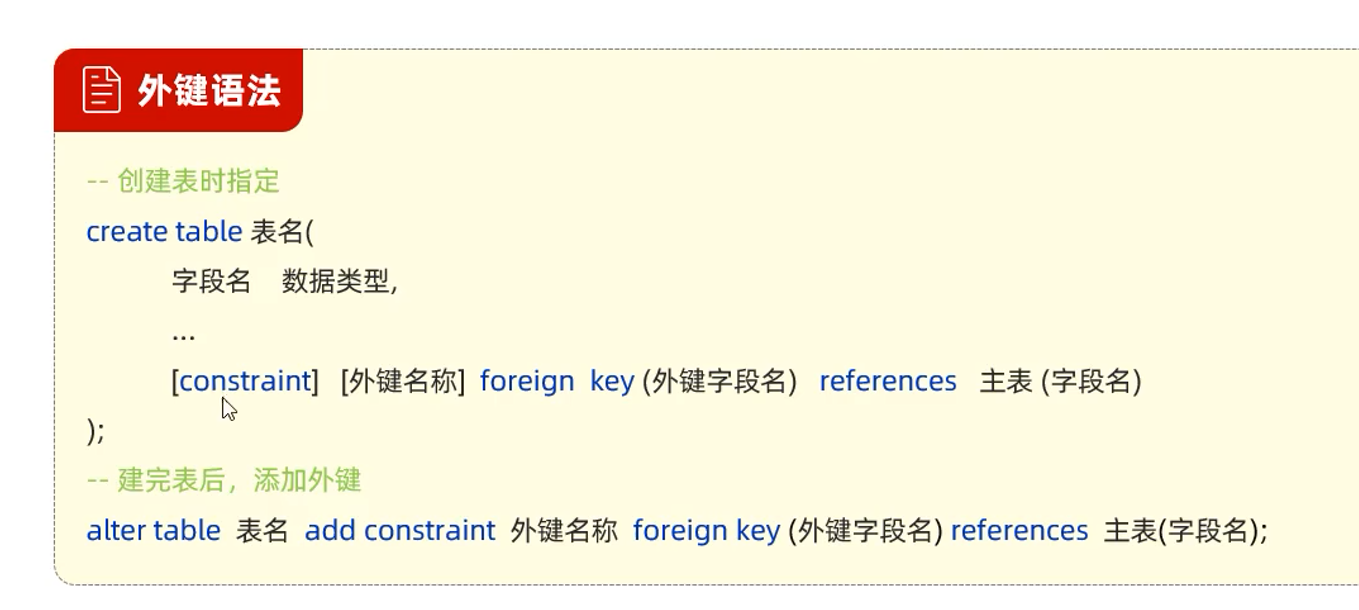 外键语法
-- 创建表时指定
create table 表名(
字段名 数据类型,
...
[constraint] [外键名称] foreign key (外键字段名) references 主表 (字段名)
);
-- 建完表后，添加外键
alter table 表名 add constraint 外键名称 foreign key (外键字段名) references 主表(字段名);